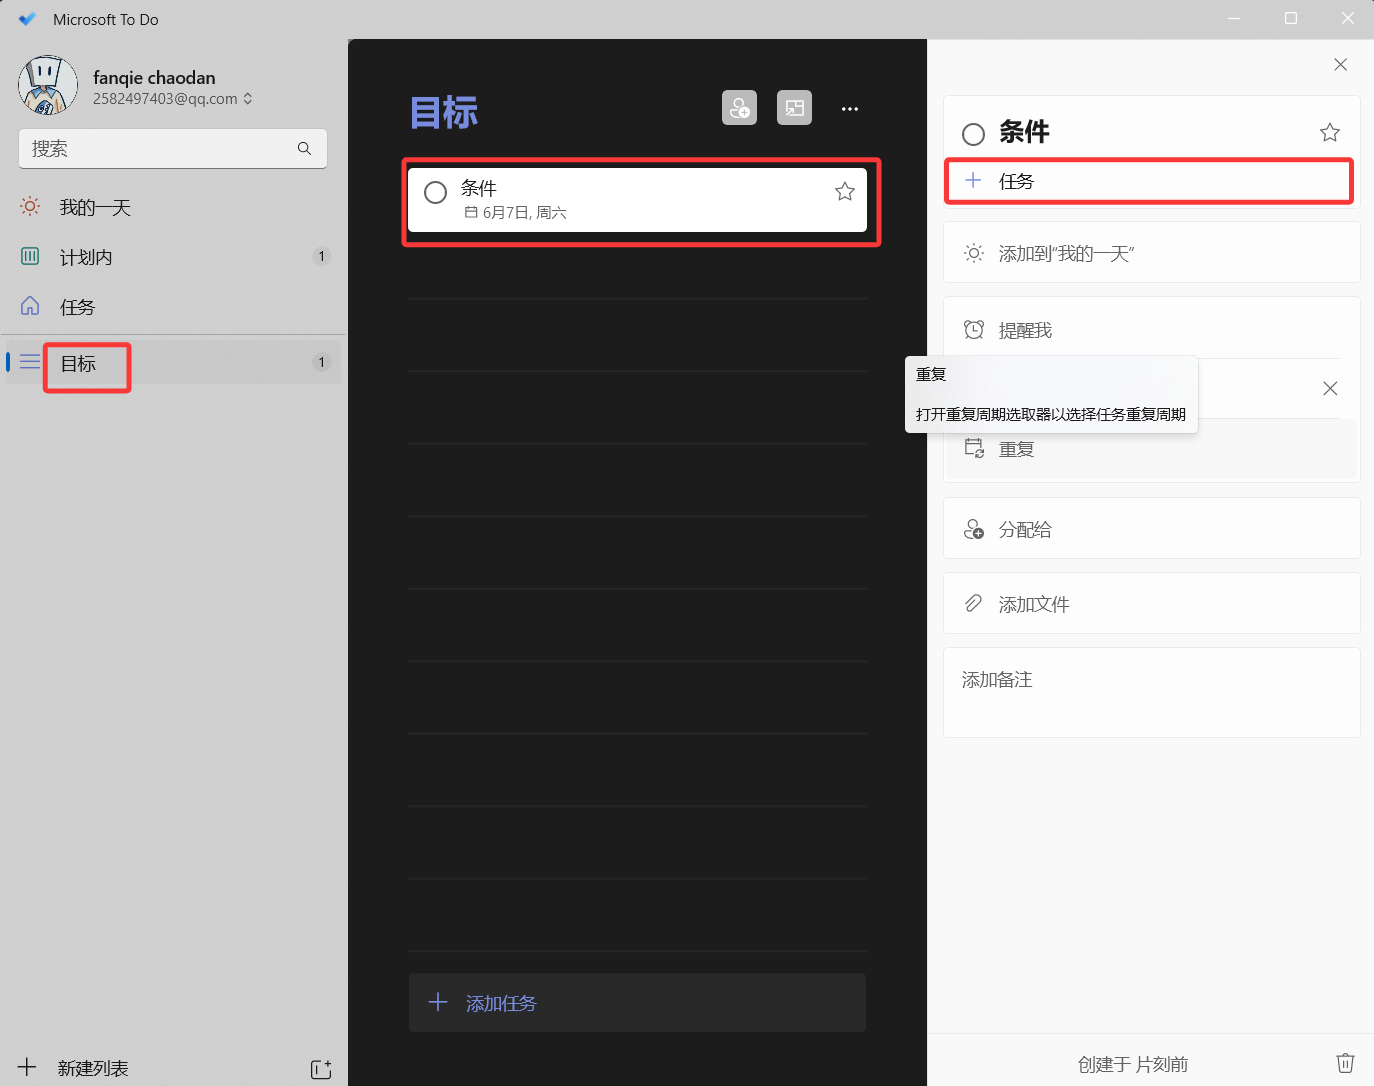 Microsoft To Do
fanqie chaodan
2582497403@qq.com
搜索
我的一天
计划内
1
任务
目标
1
新建列表
目标
条件
6月7日, 周六
添加任务
条件
任务
添加到“我的一天”
提醒我
重复
打开重复周期选取器以选择任务重复周期
重复
分配给
添加文件
添加备注
创建于 片刻前